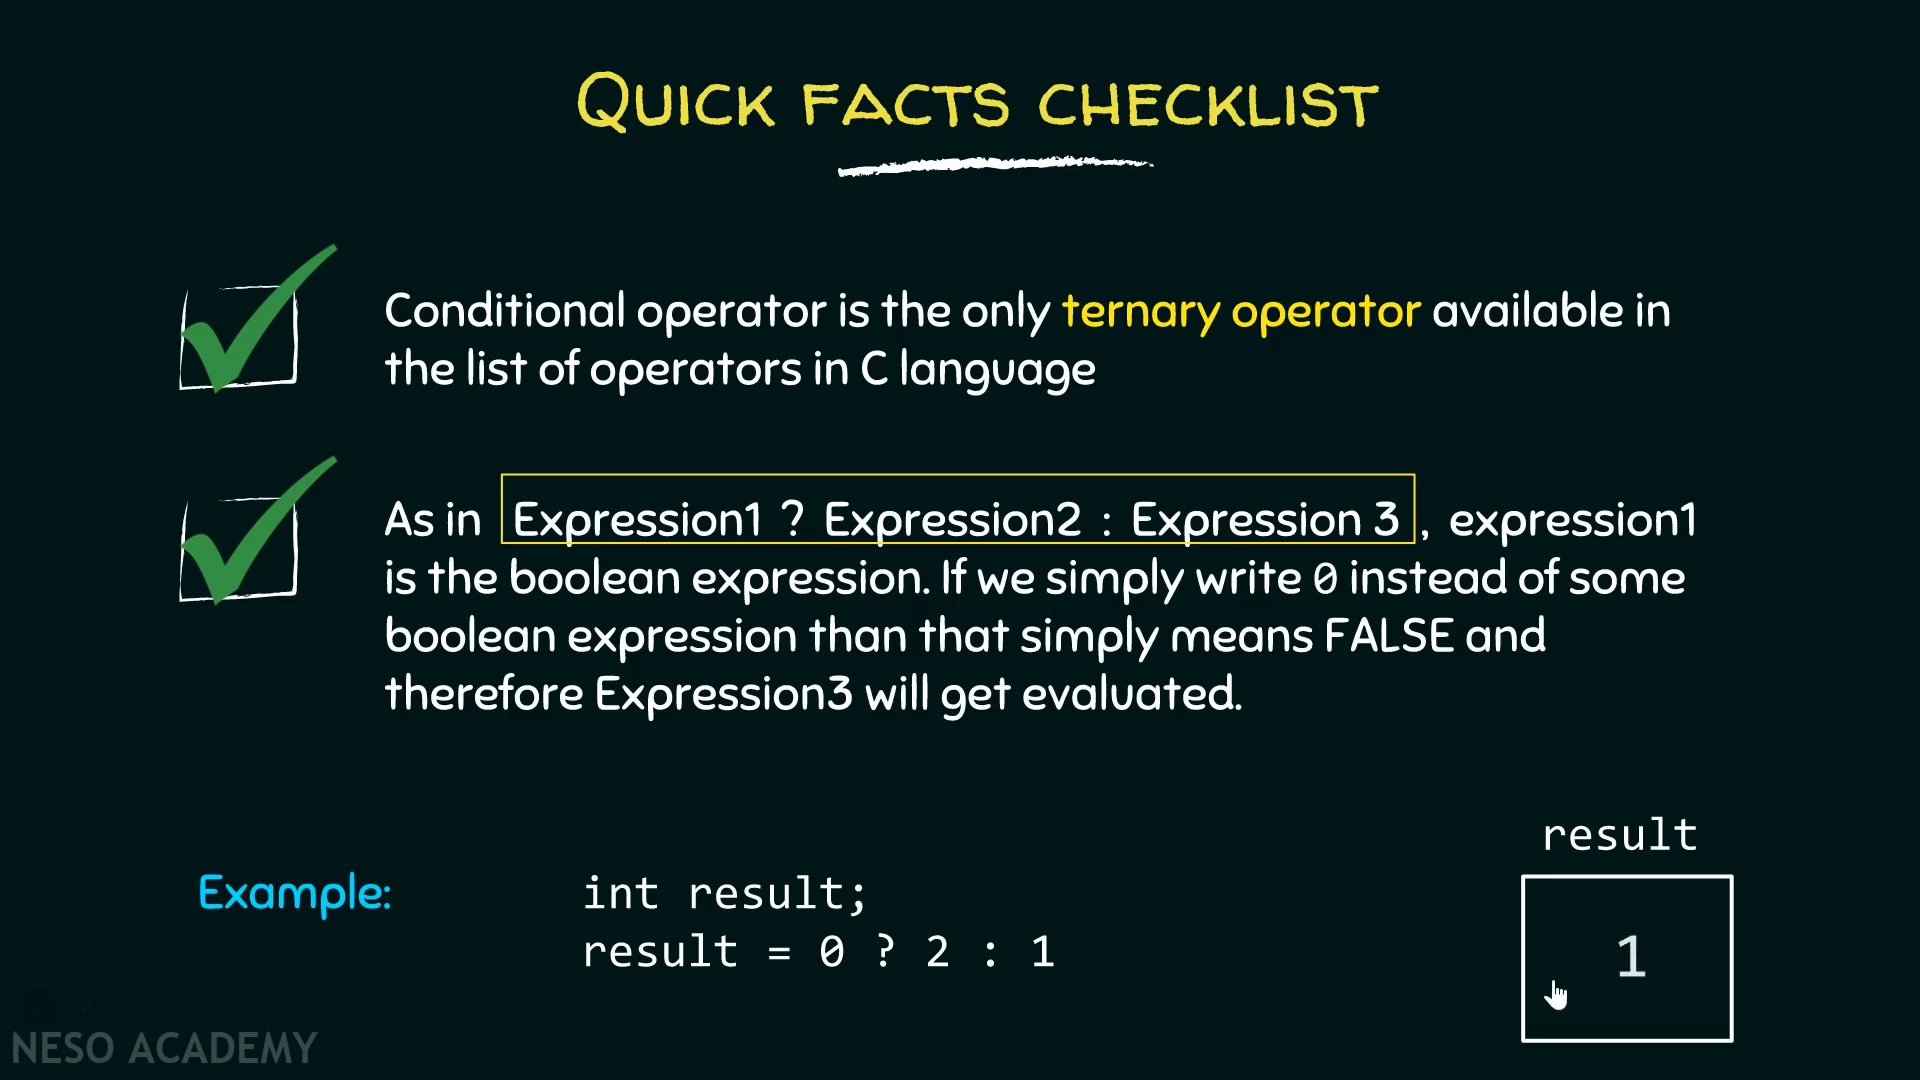 QUICK FACTS CHECKLIST
Conditional operator is the only ternary operator available in
the list of operators in C language
As in Expression1 ? Expression2 : Expression 3 , expression1
is the boolean expression. If we simply write 0 instead of some
boolean expression than that simply means FALSE and
therefore Expression3 will get evaluated.
result
Example: int result;
result = 0 ? 2 : 1
1
NESO ACADEMY